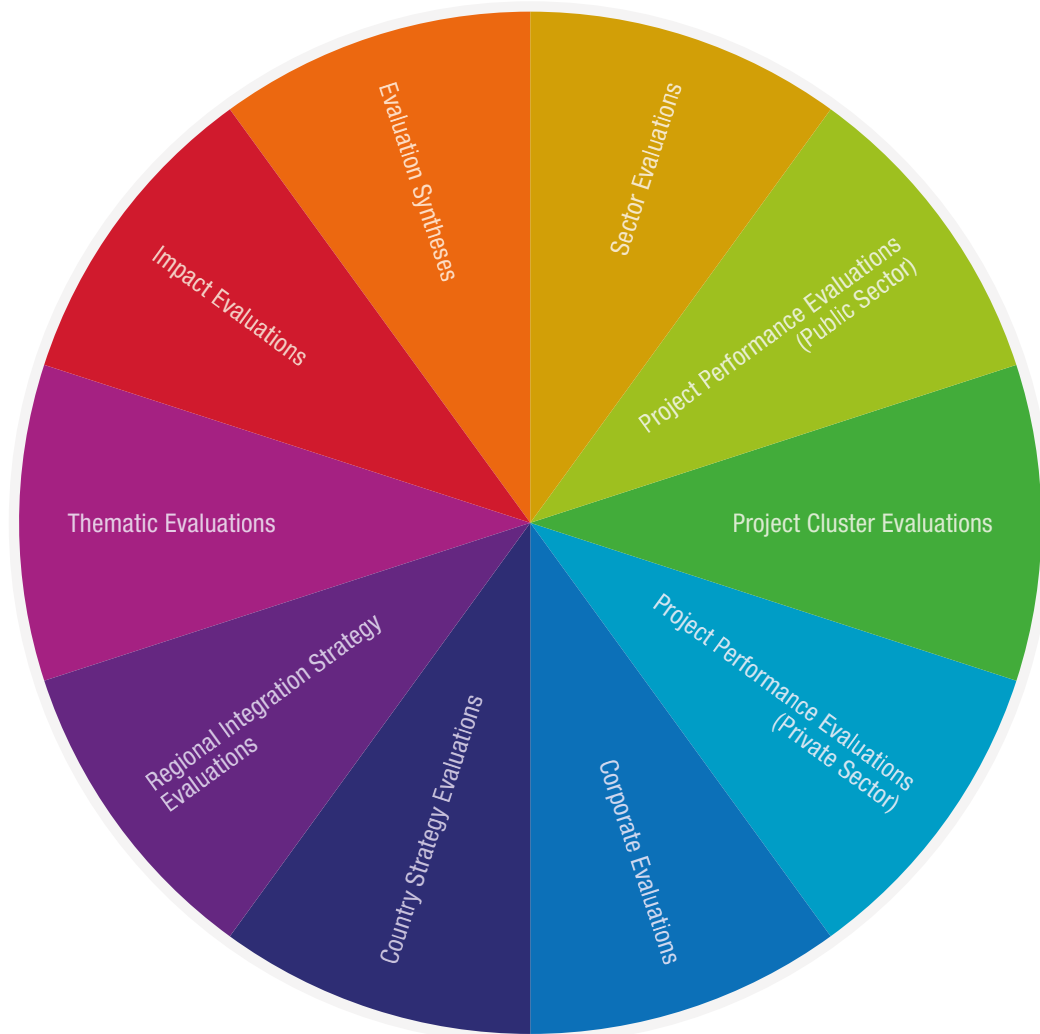 Evaluation Syntheses
Sector Evaluations
Project Performance Evaluations
(Public Sector)
Project Cluster Evaluations
Project Performance Evaluations
(Private Sector)
Corporate Evaluations
Country Strategy Evaluations
Regional Integration Strategy
Evaluations
Thematic Evaluations
Impact Evaluations